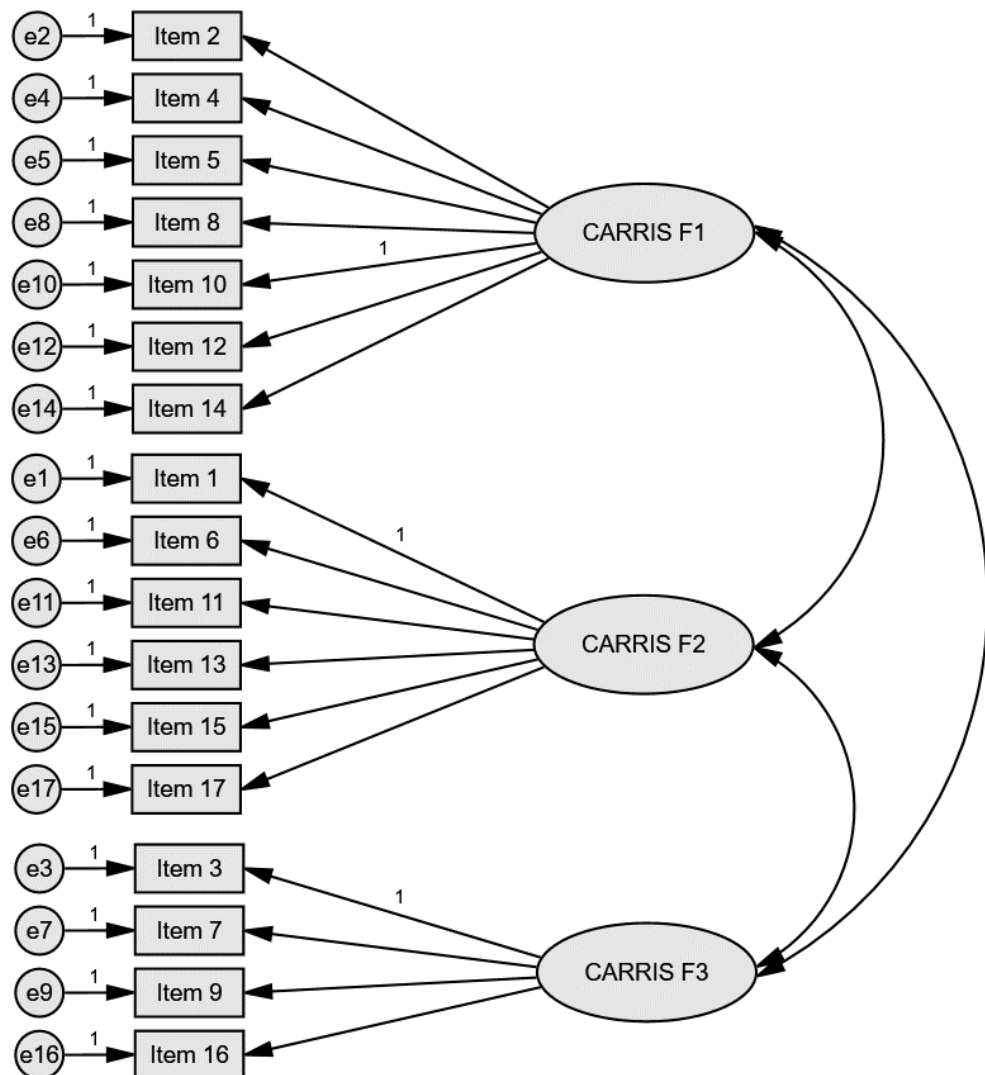 e2 1 Item 2
e4 1 Item 4
e5 1 Item 5
e8 1 Item 8
CARRIS F1
1
e10 1 Item 10
e12 1 Item 12
e14 1 Item 14
e1 1 Item 1
1
e6 1 Item 6
e11 1 Item 11
CARRIS F2
e13 1 Item 13
e15 1 Item 15
e17 1 Item 17
e3 1 Item 3
1
e7 1 Item 7
CARRIS F3
e9 1 Item 9
e16 1 Item 16